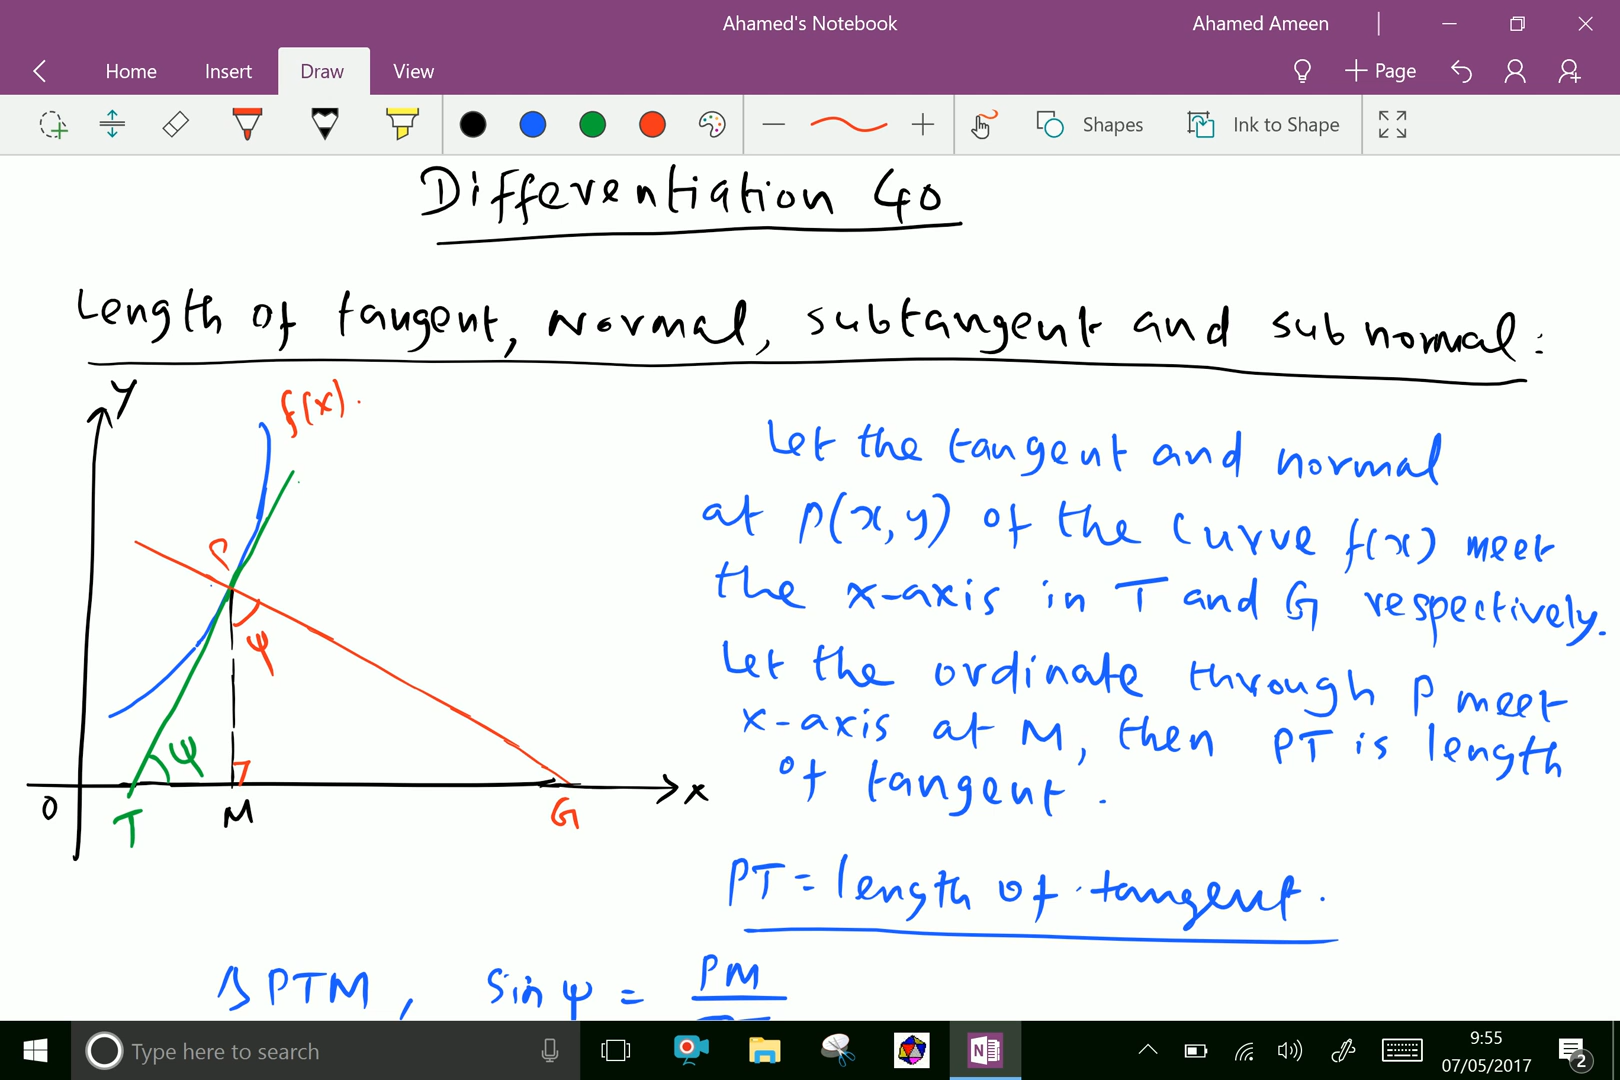 Ahamed's Notebook
Ahamed Ameen
Home
Insert
Draw
View
Page
Shapes
Ink to Shape
Differentiation 40
Length of tangent, normal, subtangent and subnormal:
Y
f(x).
P
ψ
ψ
O
T
M
G
x
Let the tangent and normal
at P(x,y) of the curve f(x) meet
the x-axis in T and G respectively.
Let the ordinate through P meet
x-axis at M, then PT is length
of tangent.
PT = length of tangent.
Δ PTM, Sin ψ = PM
Type here to search
N
9:55
07/05/2017
2